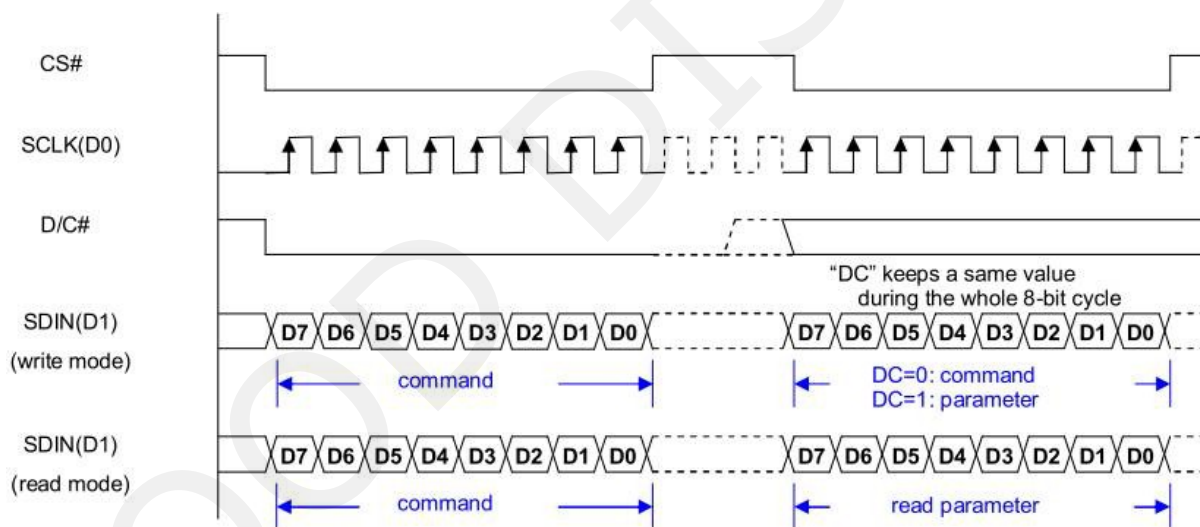 CS#
SCLK(D0)
D/C#
"DC" keeps a same value
during the whole 8-bit cycle
SDIN(D1)
(write mode)
D7 D6 D5 D4 D3 D2 D1 D0 D7 D6 D5 D4 D3 D2 D1 D0
command
DC=0: command
DC=1: parameter
SDIN(D1)
(read mode)
D7 D6 D5 D4 D3 D2 D1 D0 D7 D6 D5 D4 D3 D2 D1 D0
command read parameter